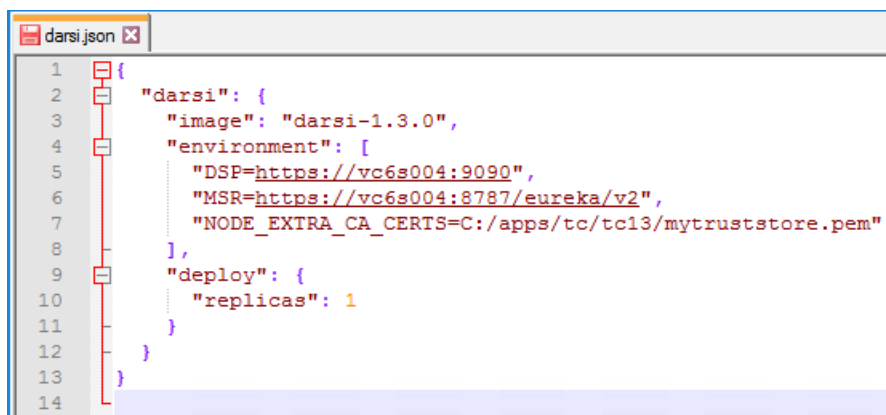 darsi.json
1 {
2 "darsi": {
3 "image": "darsi-1.3.0",
4 "environment": [
5 "DSP=https://vc6s004:9090",
6 "MSR=https://vc6s004:8787/eureka/v2",
7 "NODE_EXTRA_CA_CERTS=C:/apps/tc/tc13/mytruststore.pem"
8 ],
9 "deploy": {
10 "replicas": 1
11 }
12 }
13 }
14